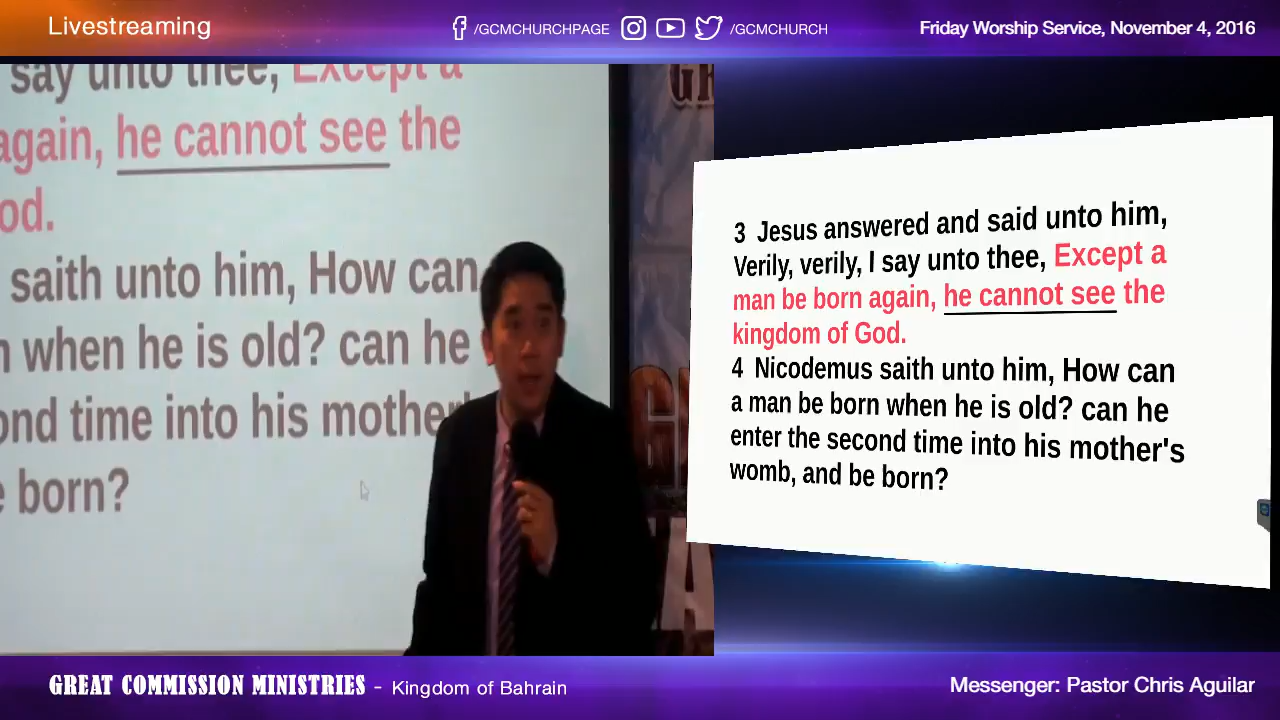 Livestreaming
/GCMCHURCHPAGE
/GCMCHURCH
Friday Worship Service, November 4, 2016
say unto thee, Except a
again, he cannot see the
od.
saith unto him, How can
when he is old? can he
ond time into his mother'
e born?
3 Jesus answered and said unto him,
Verily, verily, I say unto thee, Except a
man be born again, he cannot see the
kingdom of God.
4 Nicodemus saith unto him, How can
a man be born when he is old? can he
enter the second time into his mother's
womb, and be born?
GREAT COMMISSION MINISTRIES - Kingdom of Bahrain
Messenger: Pastor Chris Aguilar